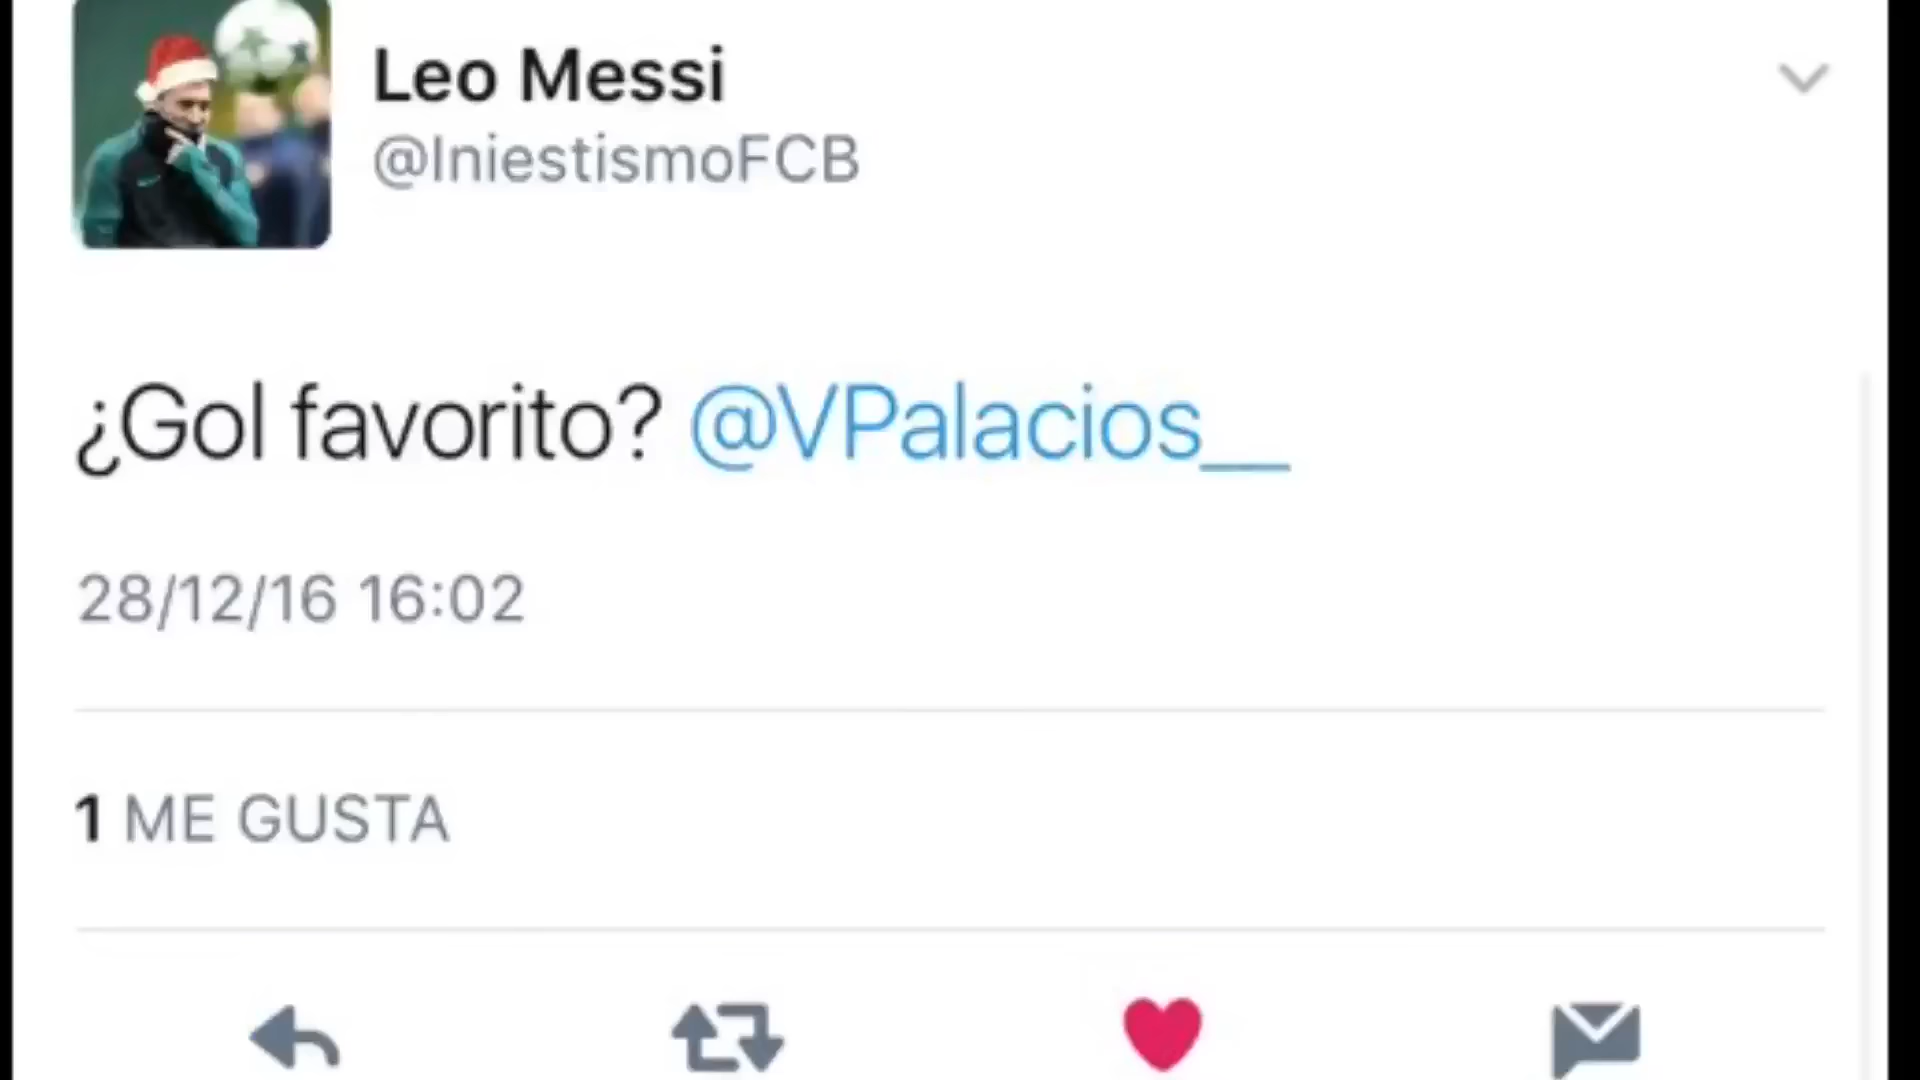 Leo Messi
@IniestismoFCB
¿Gol favorito? @VPalacios__
28/12/16 16:02
1 ME GUSTA